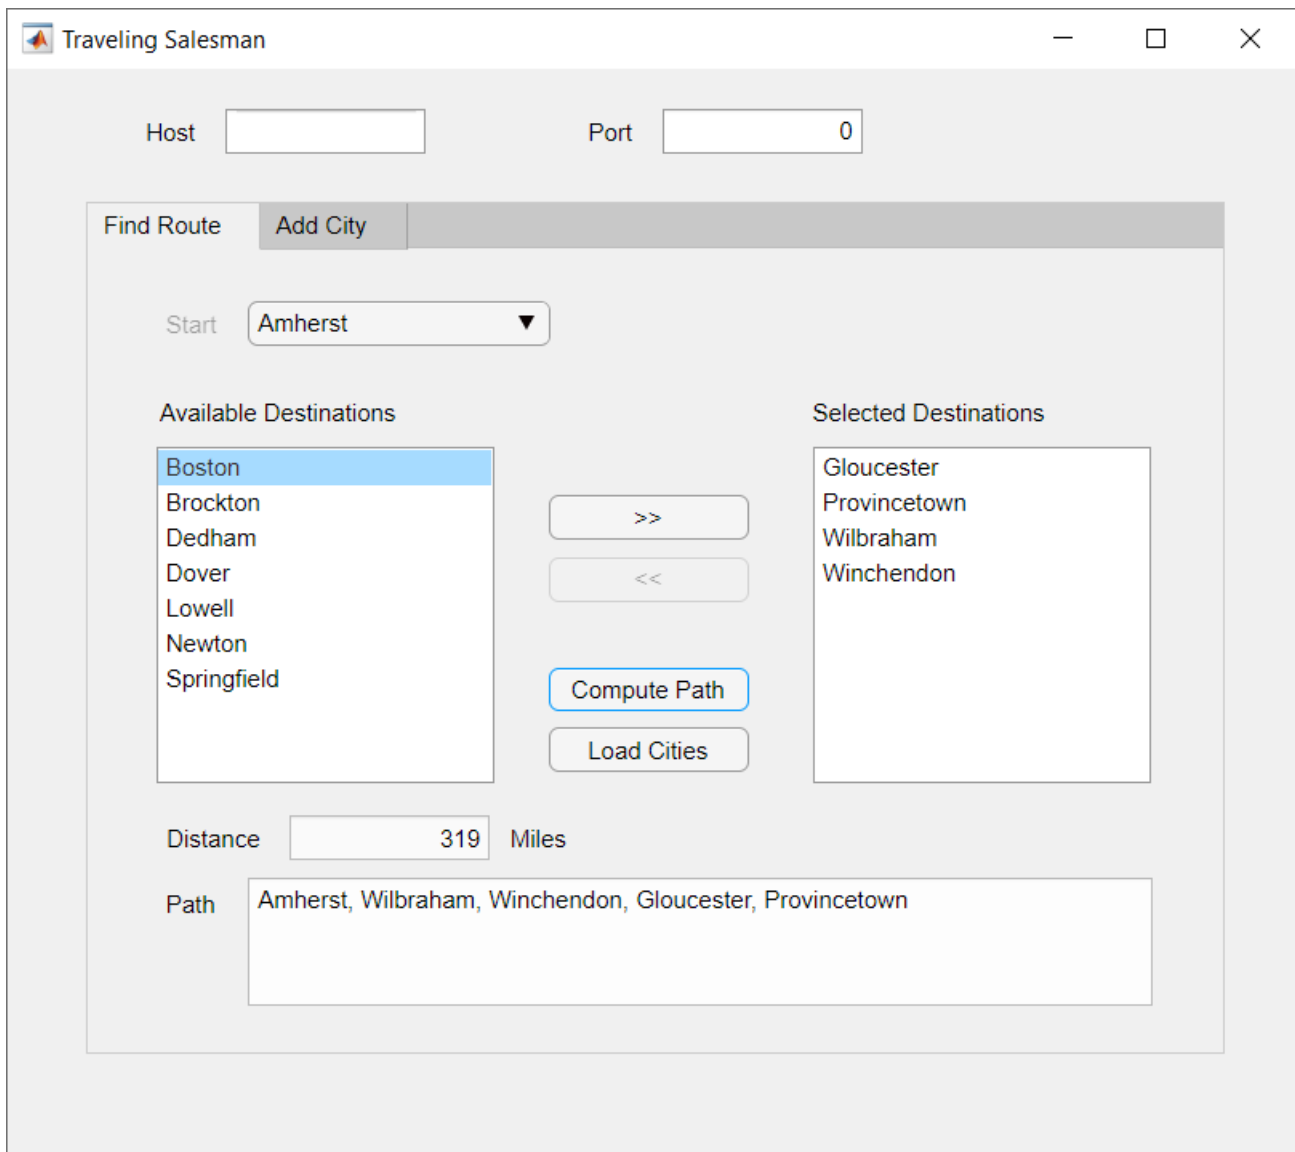 Traveling Salesman
Host
Port 0
Find Route Add City
Start Amherst
Available Destinations
Selected Destinations
Boston
Brockton
Dedham
Dover
Lowell
Newton
Springfield
>>
<<
Compute Path
Load Cities
Gloucester
Provincetown
Wilbraham
Winchendon
Distance 319 Miles
Path Amherst, Wilbraham, Winchendon, Gloucester, Provincetown